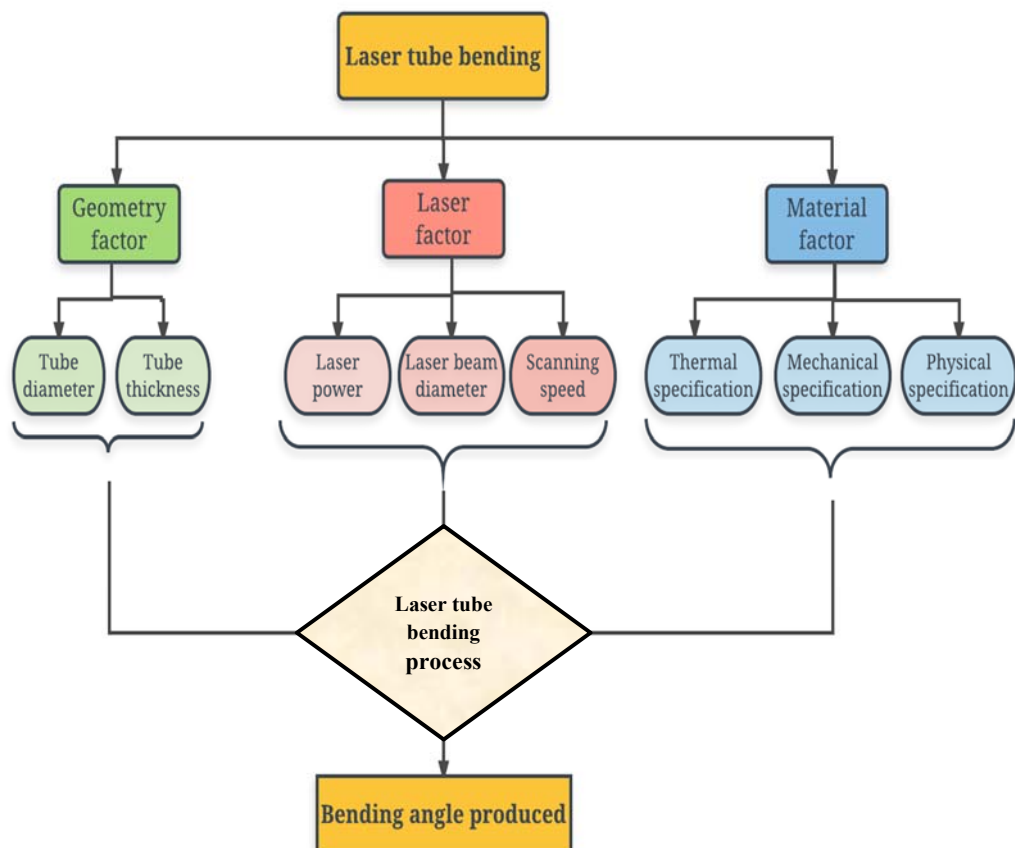 Laser tube bending
Geometry
factor
Laser
factor
Material
factor
Tube
diameter
Tube
thickness
Laser
power
Laser beam
diameter
Scanning
speed
Thermal
specification
Mechanical
specification
Physical
specification
Laser tube
bending
process
Bending angle produced